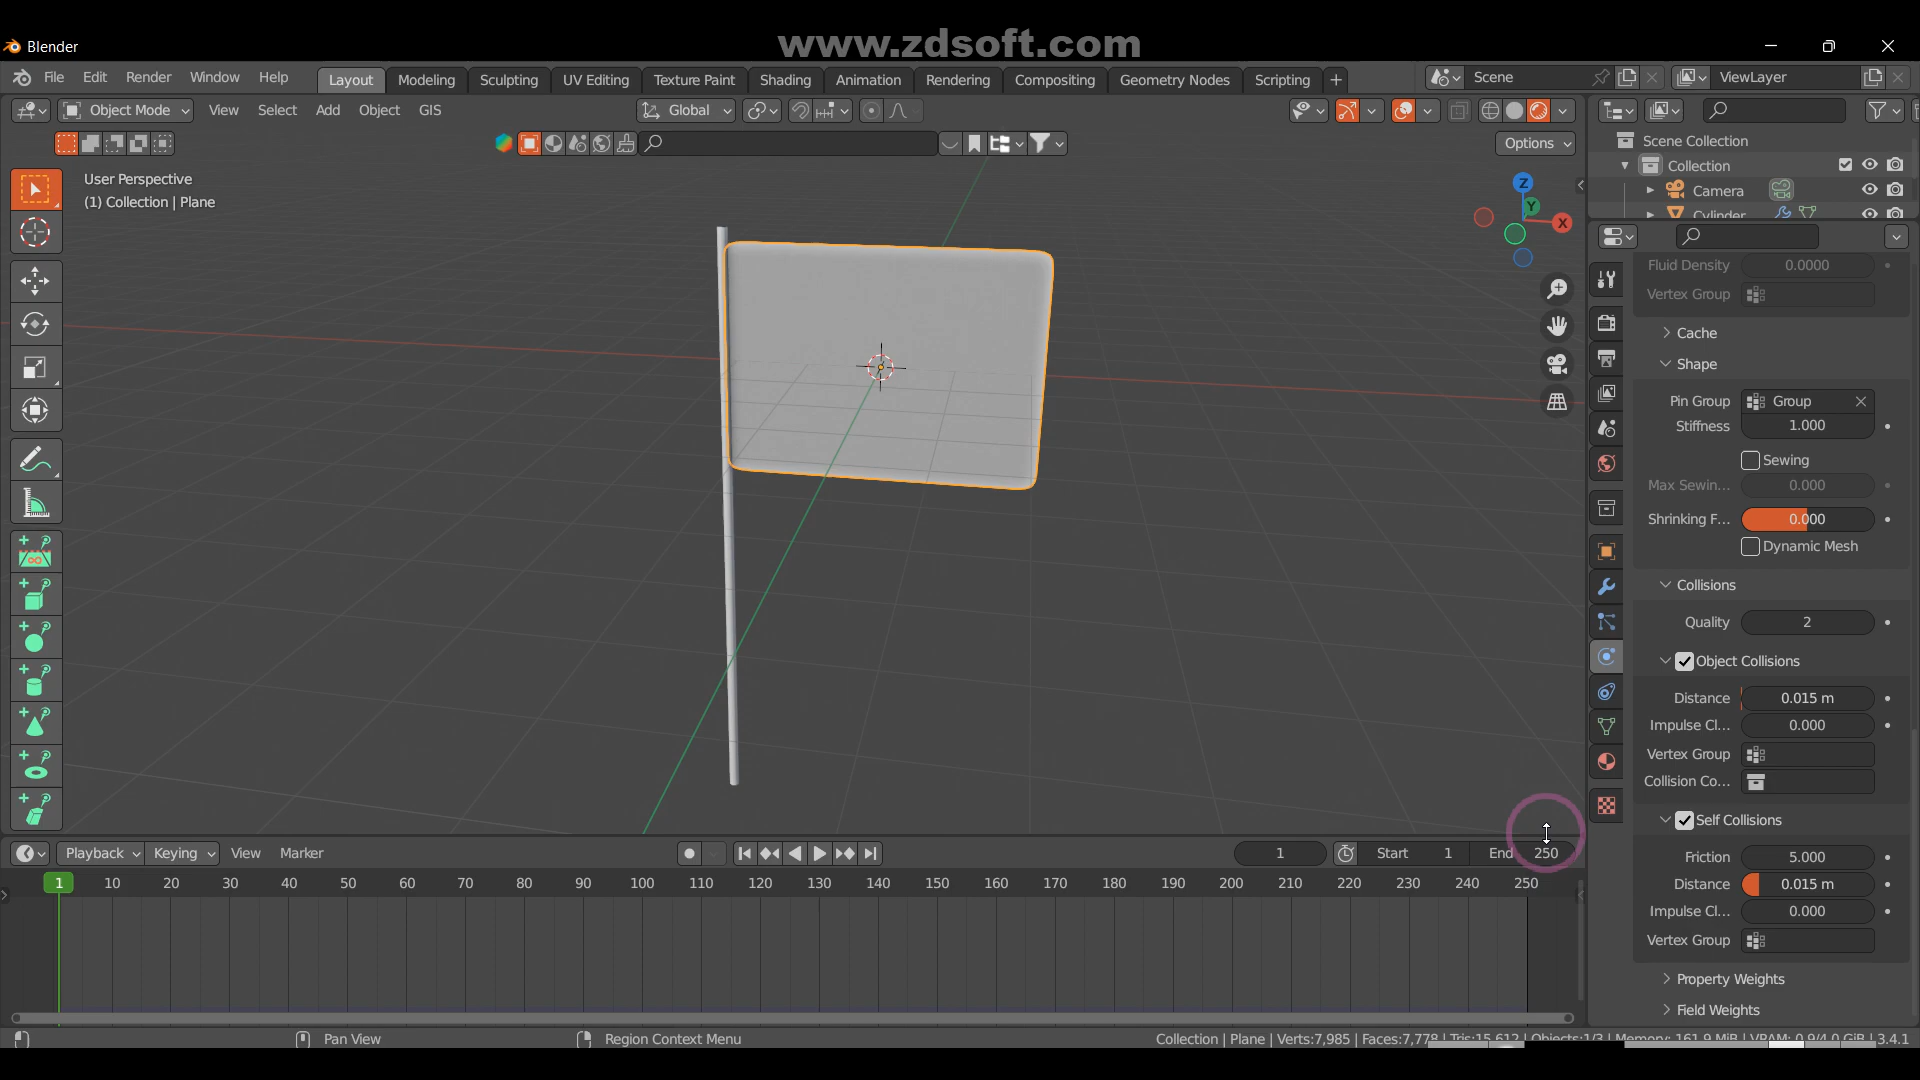 www.zdsoft.com
Blender
File Edit Render Window Help Layout Modeling Sculpting UV Editing Texture Paint Shading Animation Rendering Compositing Geometry Nodes Scripting + Scene ViewLayer
Object Mode View Select Add Object GIS Global
Options
Scene Collection
Collection
Camera
Cylinder
User Perspective
(1) Collection | Plane
Z
Y
X
Fluid Density 0.0000
Vertex Group
Cache
Shape
Pin Group Group
Stiffness 1.000
Sewing
Max Sewin... 0.000
Shrinking F... 0.000
Dynamic Mesh
Collisions
Quality 2
Object Collisions
Distance 0.015 m
Impulse Cl... 0.000
Vertex Group
Collision Co...
Self Collisions
Friction 5.000
Distance 0.015 m
Impulse Cl... 0.000
Vertex Group
Property Weights
Field Weights
Playback Keying View Marker 1 Start 1 End 250
1 10 20 30 40 50 60 70 80 90 100 110 120 130 140 150 160 170 180 190 200 210 220 230 240 250
Pan View Region Context Menu Collection | Plane | Verts:7,985 | Faces:7,778 | Tris:15,612 | Objects:1/3 | Memory: 161.9 MiB | VRAM: 0.9/4.0 GiB | 3.4.1